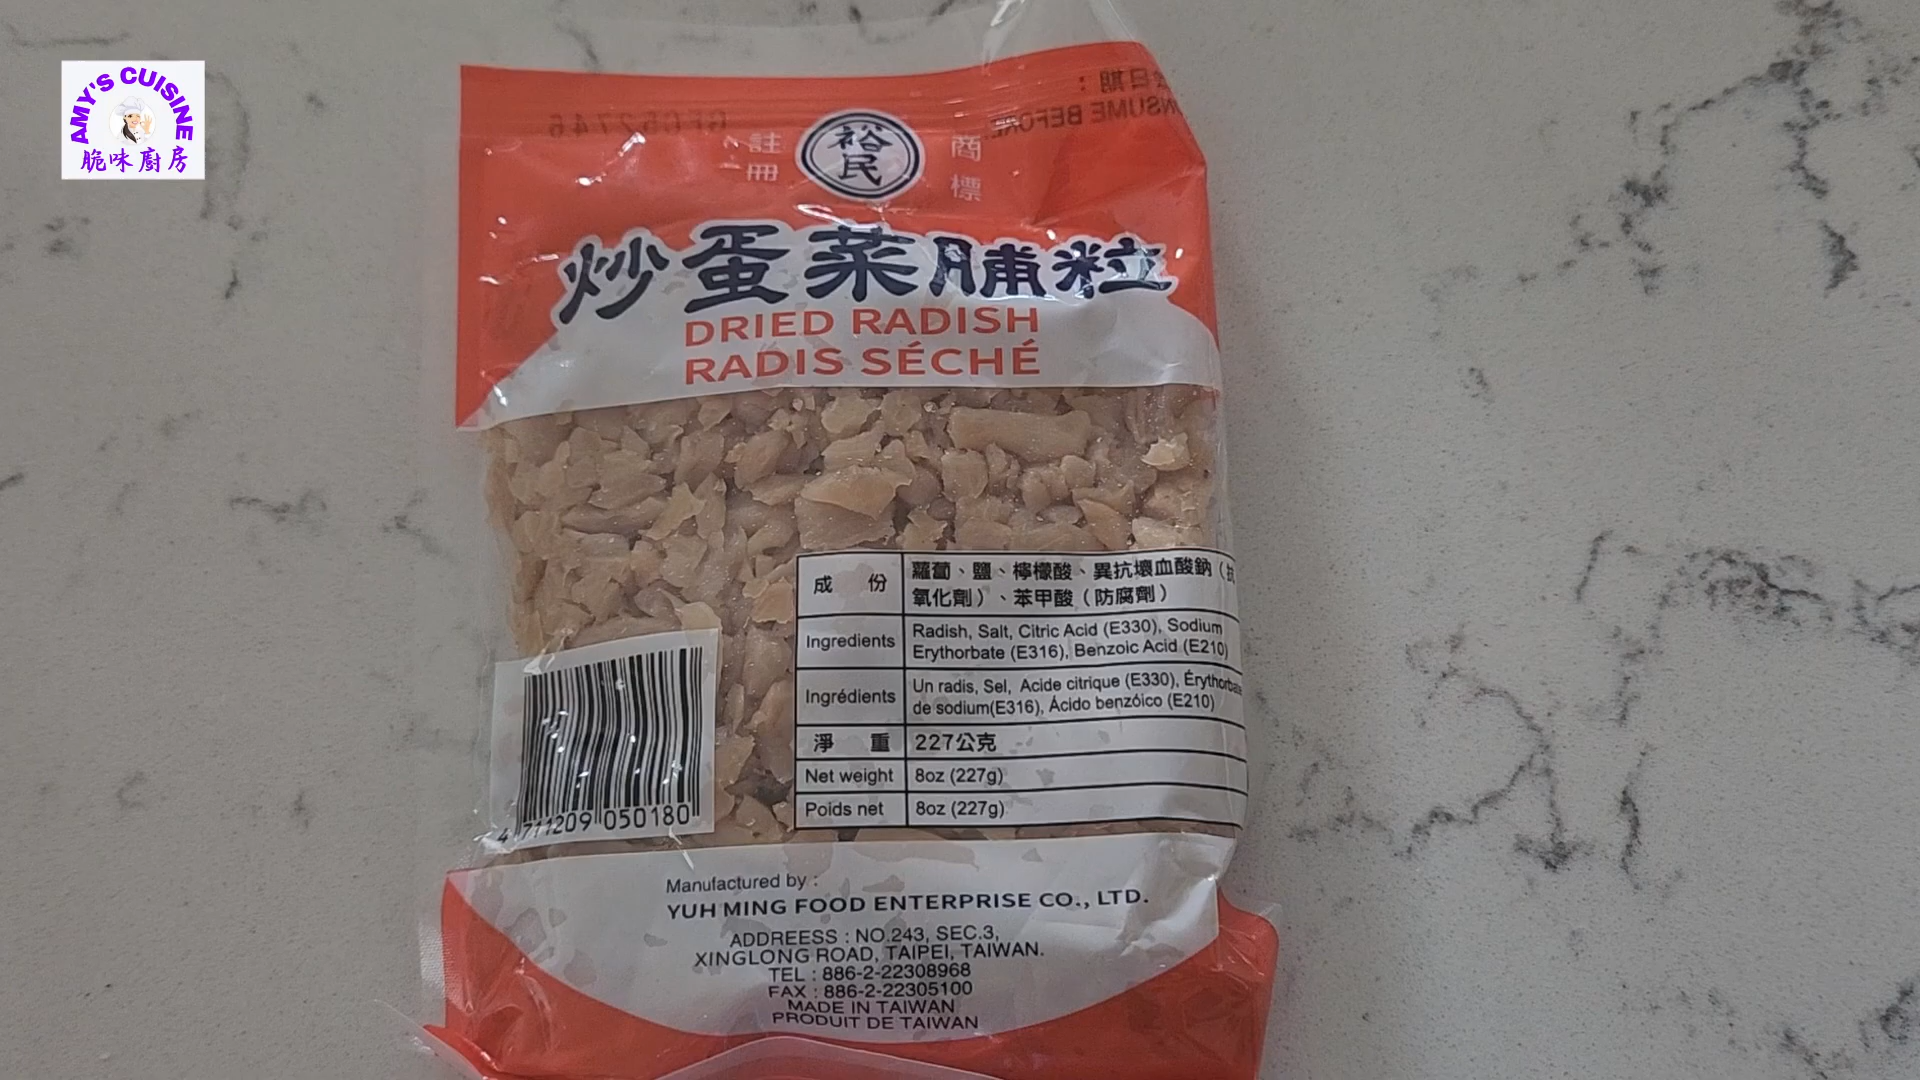 AMY'S CUISINE
脆味廚房
註冊
裕民
商標
CONSUME BEFORE
炒蛋菜脯粒
DRIED RADISH
RADIS SÉCHÉ
成份 蘿蔔、鹽、檸檬酸、異抗壞血酸鈉（抗
氧化劑）、苯甲酸（防腐劑）
Ingredients Radish, Salt, Citric Acid (E330), Sodium
Erythorbate (E316), Benzoic Acid (E210)
Ingrédients Un radis, Sel, Acide citrique (E330), Érythorbate
de sodium(E316), Ácido benzóico (E210)
淨重 227公克
Net weight 8oz (227g)
Poids net 8oz (227g)
4 711209 050180
Manufactured by :
YUH MING FOOD ENTERPRISE CO., LTD.
ADDREESS : NO.243, SEC.3,
XINGLONG ROAD, TAIPEI, TAIWAN.
TEL : 886-2-22308968
FAX : 886-2-22305100
MADE IN TAIWAN
PRODUIT DE TAIWAN